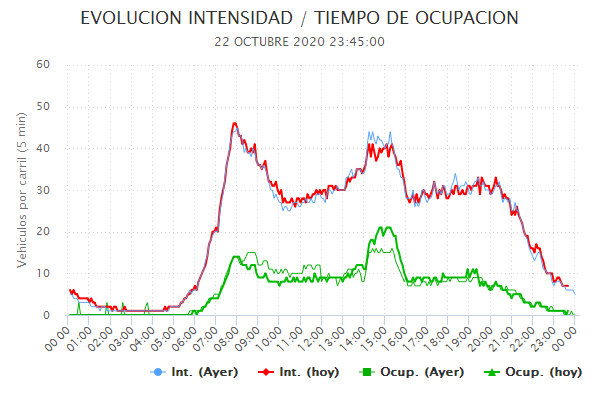 EVOLUCION INTENSIDAD / TIEMPO DE OCUPACION
22 OCTUBRE 2020 23:45:00
Vehiculos por carril (5 min)
60
50
40
30
20
10
0
00:00 01:00 02:00 03:00 04:00 05:00 06:00 07:00 08:00 09:00 10:00 11:00 12:00 13:00 14:00 15:00 16:00 17:00 18:00 19:00 20:00 21:00 22:00 23:00 00:00
Int. (Ayer) Int. (hoy) Ocup. (Ayer) Ocup. (hoy)